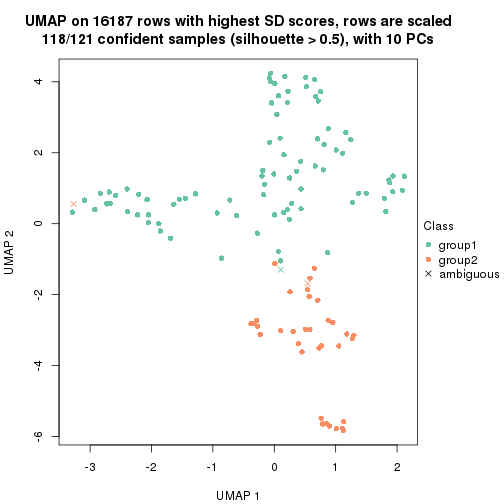 UMAP on 16187 rows with highest SD scores, rows are scaled
118/121 confident samples (silhouette > 0.5), with 10 PCs
4
2
0
-2
-4
-6
UMAP 2
-3
-2
-1
0
1
2
UMAP 1
Class
group1
group2
ambiguous